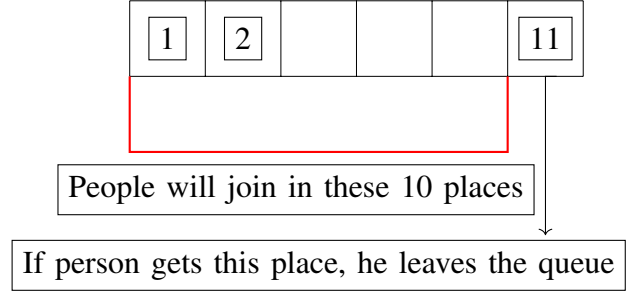 1 2 11
People will join in these 10 places
If person gets this place, he leaves the queue